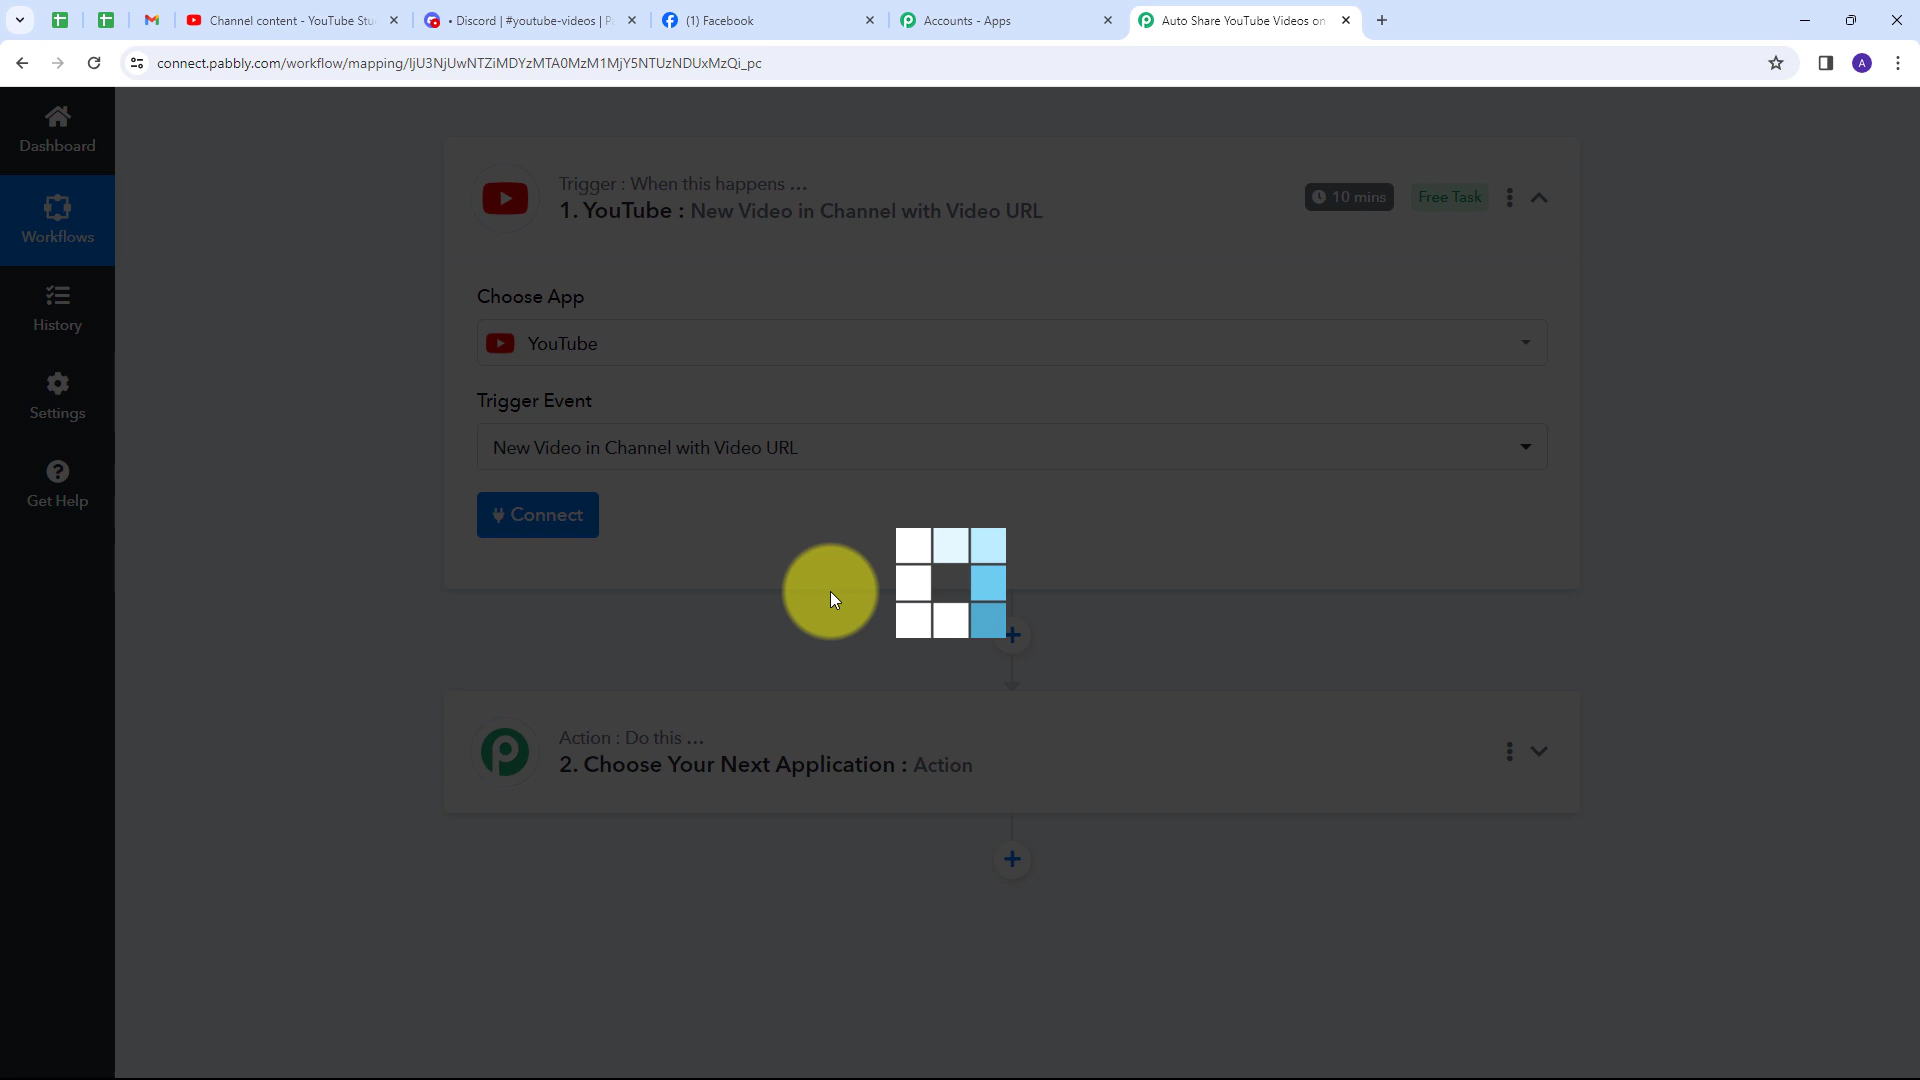 Channel content - YouTube Stu
• Discord | #youtube-videos | P
(1) Facebook
Accounts - Apps
Auto Share YouTube Videos on
connect.pabbly.com/workflow/mapping/IjU3NjUwNTZiMDYzMTA0MzM1MjY5NTUzNDUxMzQi_pc
A
Dashboard
Workflows
History
Settings
Get Help
Trigger : When this happens ...
1. YouTube : New Video in Channel with Video URL
10 mins
Free Task
Choose App
YouTube
Trigger Event
New Video in Channel with Video URL
Connect
Action : Do this ...
2. Choose Your Next Application : Action